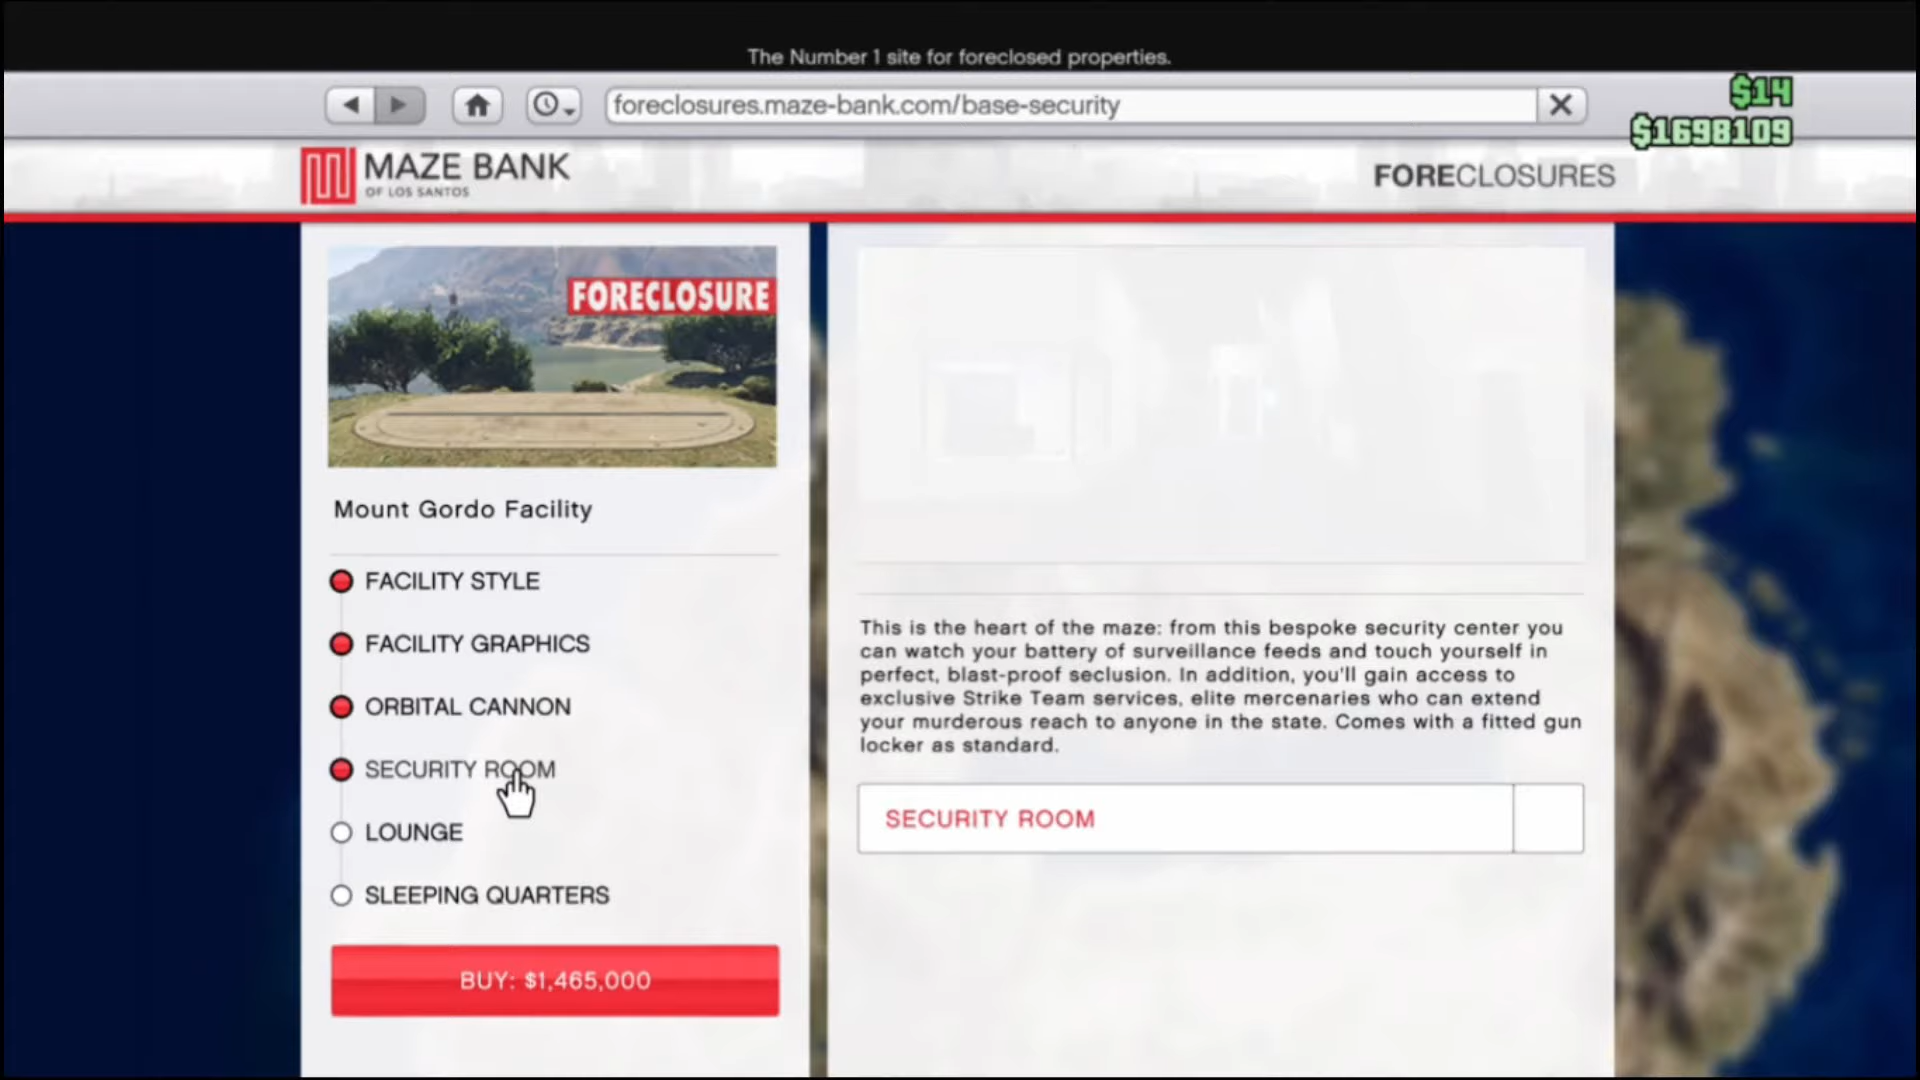 The Number 1 site for foreclosed properties.
foreclosures.maze-bank.com/base-security
$14
$1698109
MAZE BANK
OF LOS SANTOS
FORECLOSURES
FORECLOSURE
Mount Gordo Facility
FACILITY STYLE
FACILITY GRAPHICS
ORBITAL CANNON
SECURITY ROOM
LOUNGE
SLEEPING QUARTERS
BUY: $1,465,000
This is the heart of the maze: from this bespoke security center you
can watch your battery of surveillance feeds and touch yourself in
perfect, blast-proof seclusion. In addition, you'll gain access to
exclusive Strike Team services, elite mercenaries who can extend
your murderous reach to anyone in the state. Comes with a fitted gun
locker as standard.
SECURITY ROOM